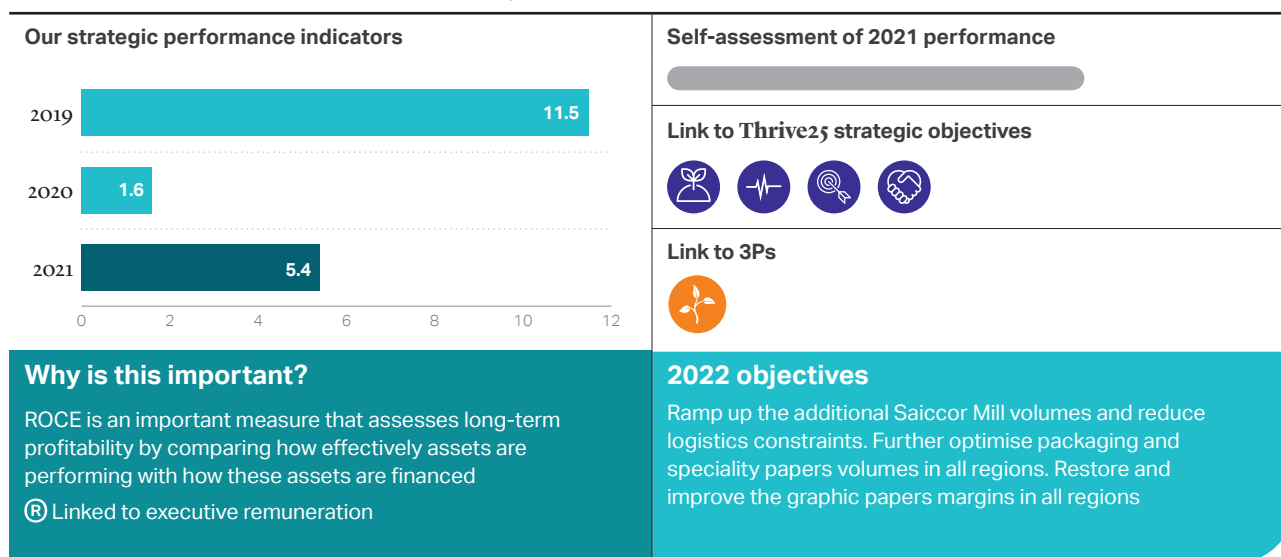 Our strategic performance indicators
2019
11.5
2020
1.6
2021
5.4
0 2 4 6 8 10 12
Why is this important?
ROCE is an important measure that assesses long-term
profitability by comparing how effectively assets are
performing with how these assets are financed
Ⓡ Linked to executive remuneration
Self-assessment of 2021 performance
Link to Thrive25 strategic objectives
Link to 3Ps
2022 objectives
Ramp up the additional Saiccor Mill volumes and reduce
logistics constraints. Further optimise packaging and
speciality papers volumes in all regions. Restore and
improve the graphic papers margins in all regions